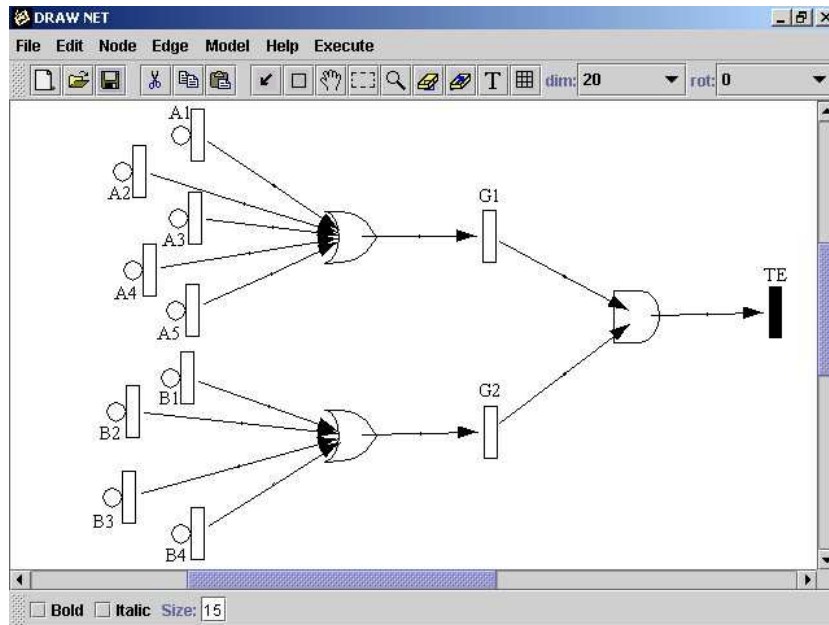 DRAW NET
File Edit Node Edge Model Help Execute
T dim: 20 rot: 0
A1
A2
A3
A4
A5
G1
TE
B1
B2
B3
B4
G2
Bold Italic Size: 15